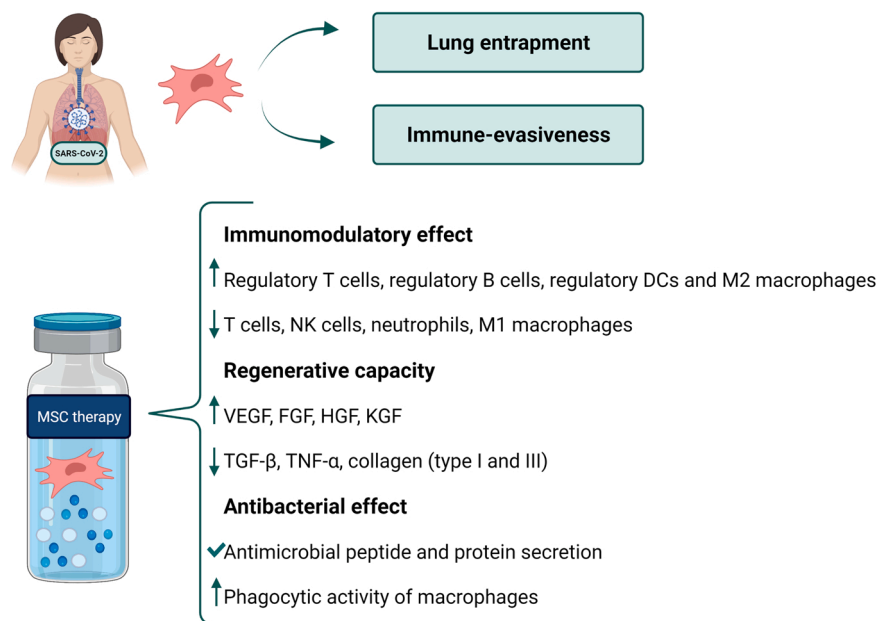 Lung entrapment
Immune-evasiveness
SARS-CoV-2
Immunomodulatory effect
Regulatory T cells, regulatory B cells, regulatory DCs and M2 macrophages
T cells, NK cells, neutrophils, M1 macrophages
Regenerative capacity
VEGF, FGF, HGF, KGF
TGF-β, TNF-α, collagen (type I and III)
Antibacterial effect
Antimicrobial peptide and protein secretion
Phagocytic activity of macrophages
MSC therapy